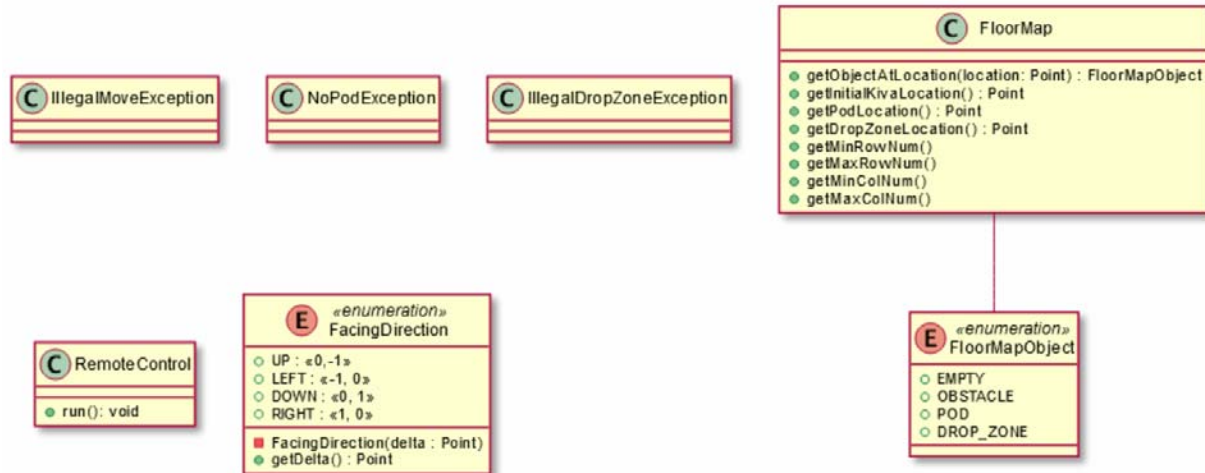 C IllegalMoveException
C NoPodException
C IllegalDropZoneException
C FloorMap
getObjectAtLocation(location: Point) : FloorMapObject
getInitialKivaLocation() : Point
getPodLocation() : Point
getDropZoneLocation() : Point
getMinRowNum()
getMaxRowNum()
getMinColNum()
getMaxColNum()
C RemoteControl
run(): void
E «enumeration»
FacingDirection
UP : «0,-1»
LEFT : «-1, 0»
DOWN : «0, 1»
RIGHT : «1, 0»
FacingDirection(delta : Point)
getDelta() : Point
E «enumeration»
FloorMapObject
EMPTY
OBSTACLE
POD
DROP_ZONE